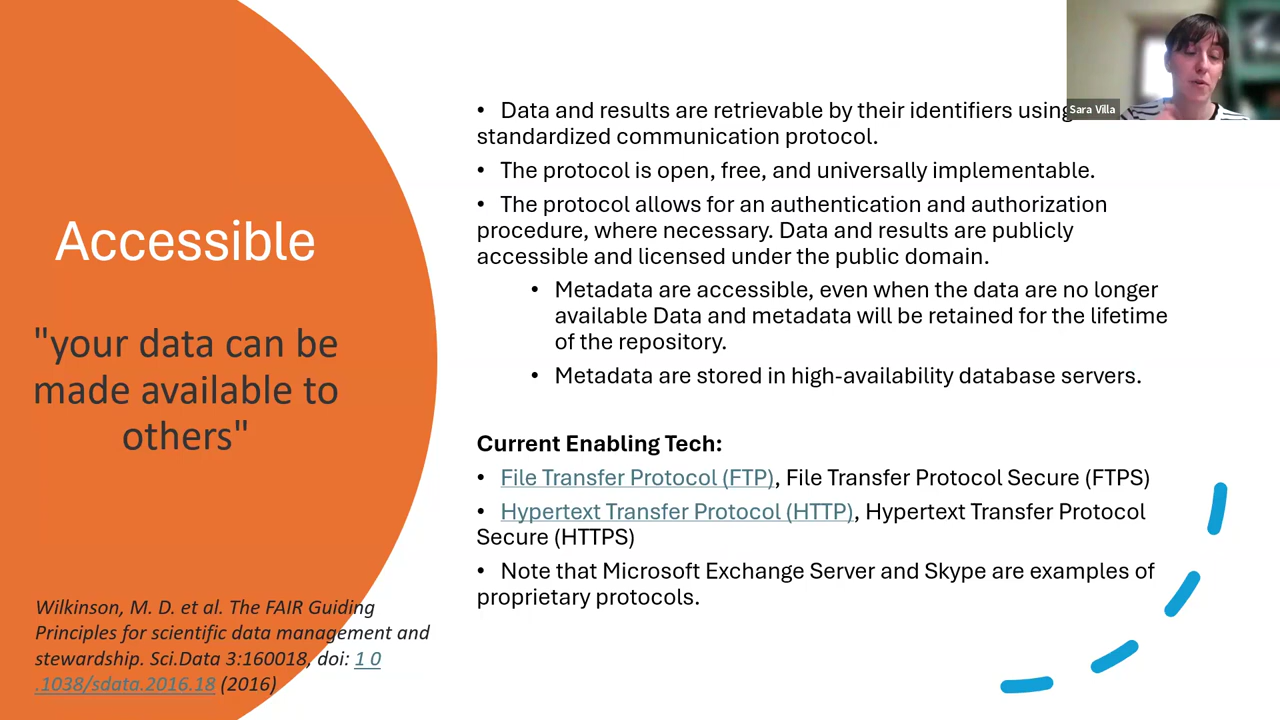 Sara Villa
Accessible
"your data can be
made available to
others"
Wilkinson, M. D. et al. The FAIR Guiding
Principles for scientific data management and
stewardship. Sci.Data 3:160018, doi: 1 0
.1038/sdata.2016.18 (2016)
• Data and results are retrievable by their identifiers using
standardized communication protocol.
• The protocol is open, free, and universally implementable.
• The protocol allows for an authentication and authorization
procedure, where necessary. Data and results are publicly
accessible and licensed under the public domain.
• Metadata are accessible, even when the data are no longer
available Data and metadata will be retained for the lifetime
of the repository.
• Metadata are stored in high-availability database servers.
Current Enabling Tech:
• File Transfer Protocol (FTP), File Transfer Protocol Secure (FTPS)
• Hypertext Transfer Protocol (HTTP), Hypertext Transfer Protocol
Secure (HTTPS)
• Note that Microsoft Exchange Server and Skype are examples of
proprietary protocols.